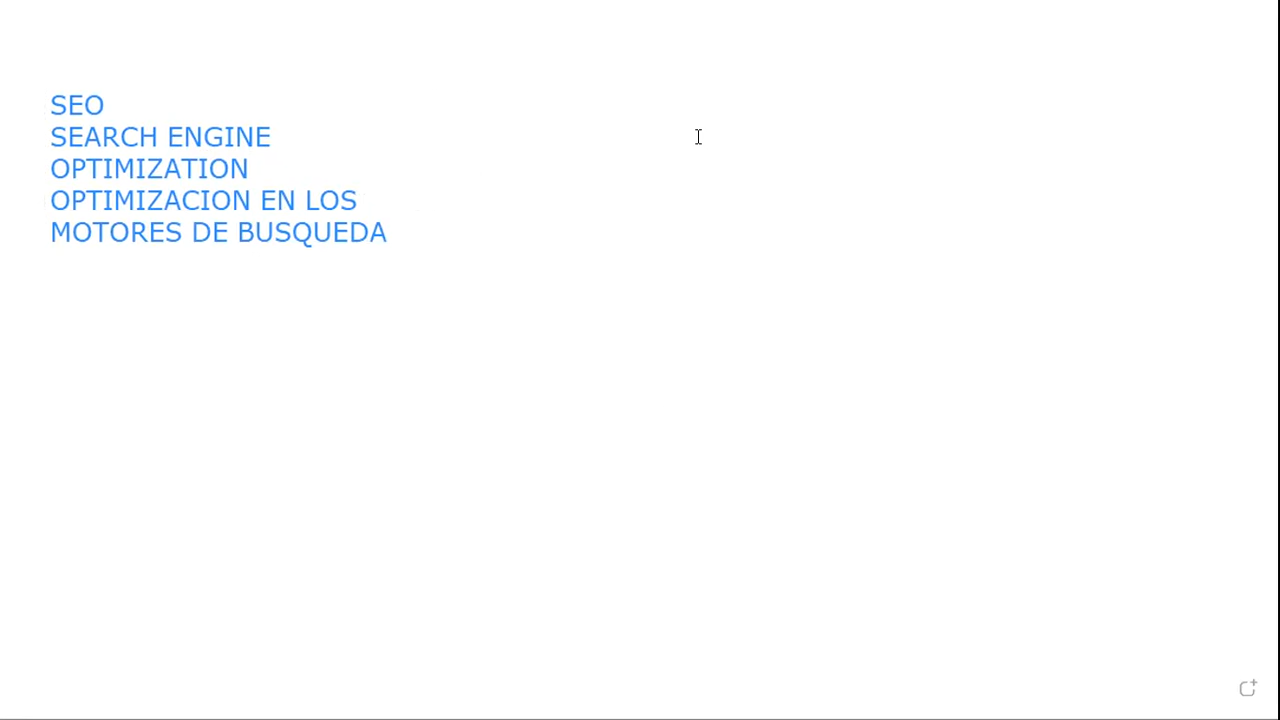 SEO
SEARCH ENGINE
OPTIMIZATION
OPTIMIZACION EN LOS
MOTORES DE BUSQUEDA